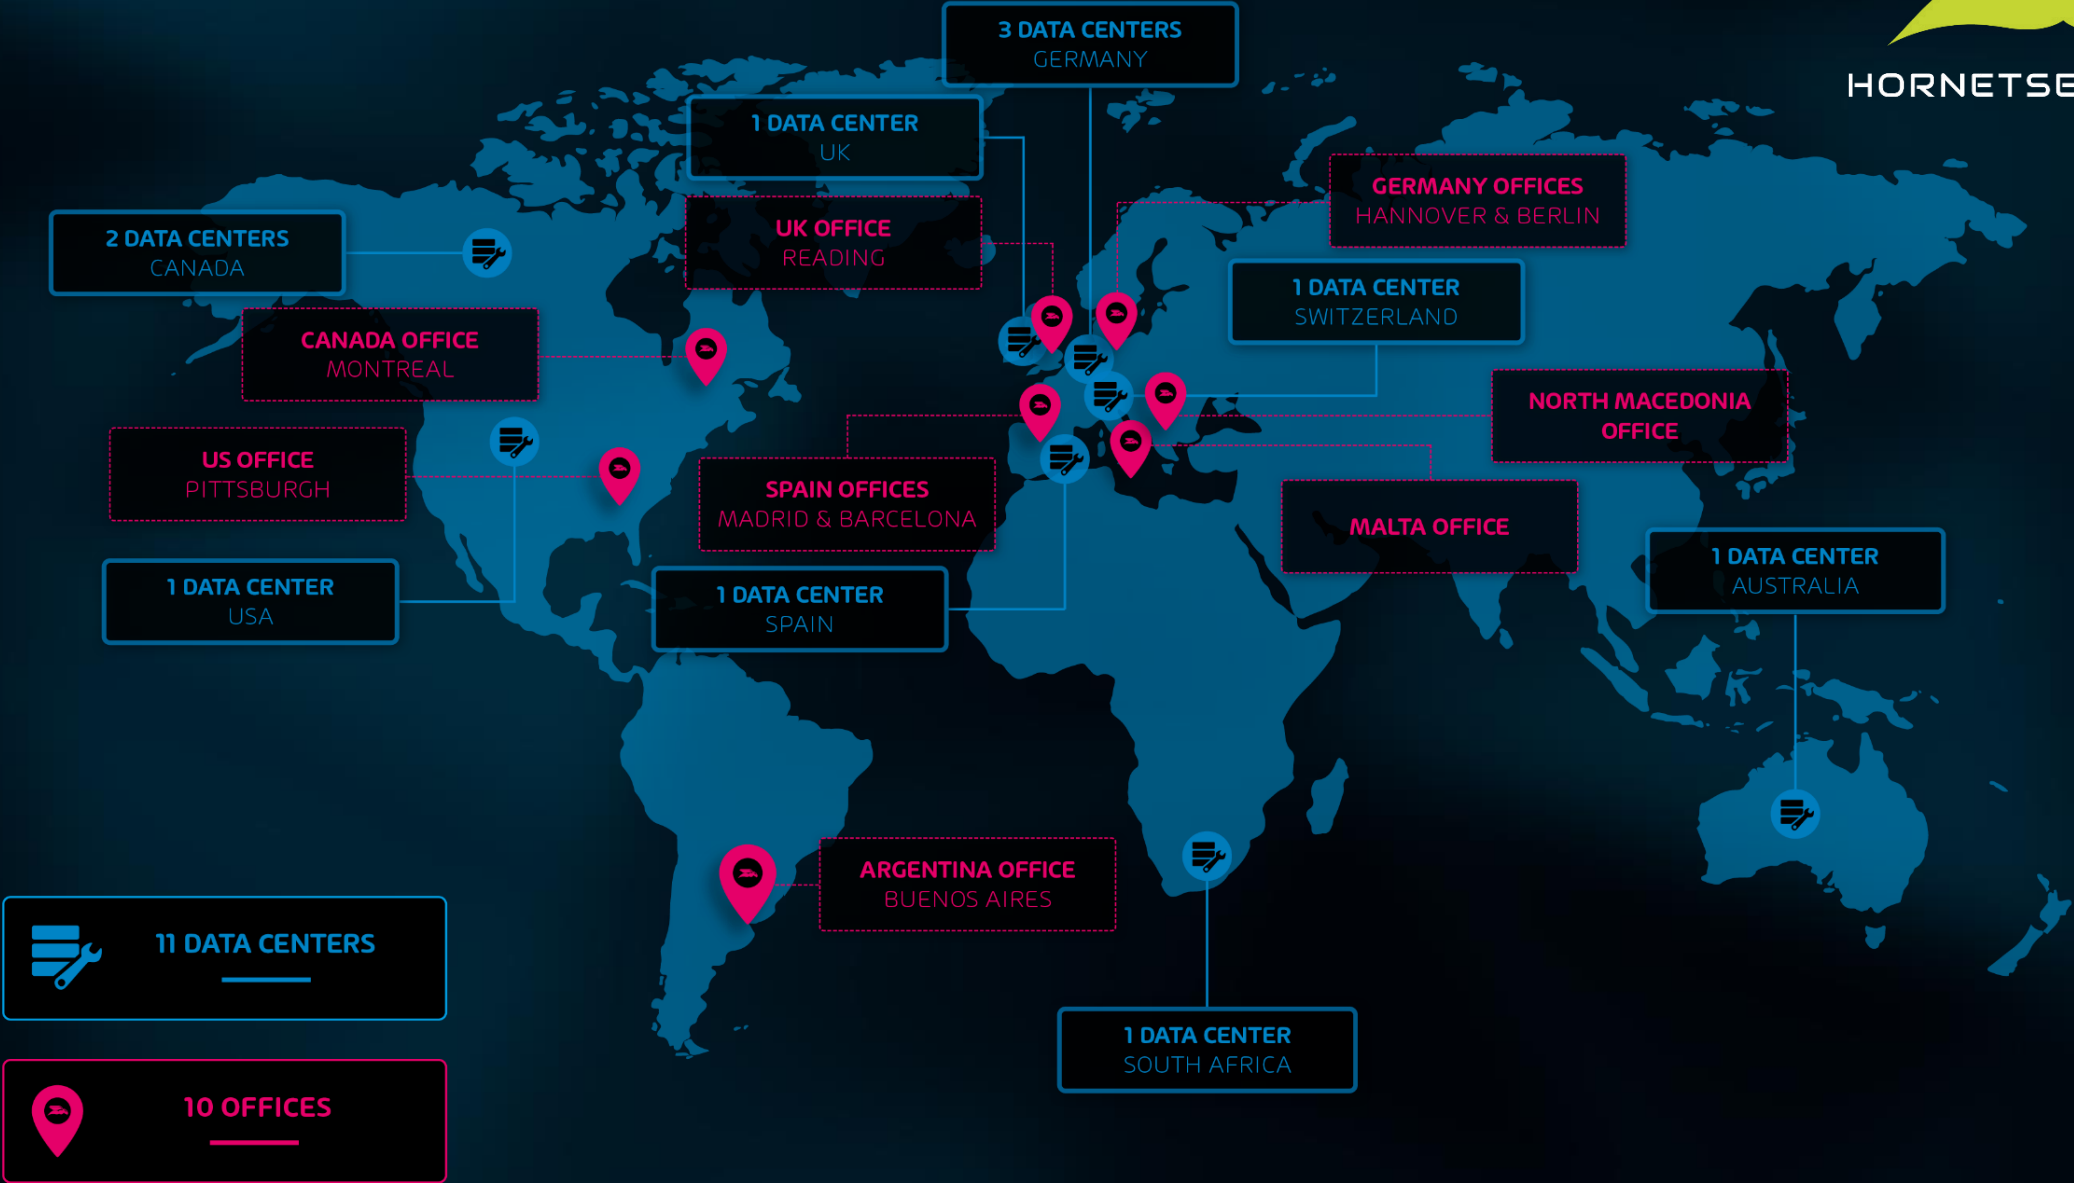 3 DATA CENTERS
GERMANY
HORNETSE
1 DATA CENTER
UK
GERMANY OFFICES
HANNOVER & BERLIN
UK OFFICE
READING
2 DATA CENTERS
CANADA
1 DATA CENTER
SWITZERLAND
CANADA OFFICE
MONTREAL
NORTH MACEDONIA
OFFICE
US OFFICE
PITTSBURGH
SPAIN OFFICES
MADRID & BARCELONA
MALTA OFFICE
1 DATA CENTER
AUSTRALIA
1 DATA CENTER
USA
1 DATA CENTER
SPAIN
ARGENTINA OFFICE
BUENOS AIRES
11 DATA CENTERS
1 DATA CENTER
SOUTH AFRICA
10 OFFICES